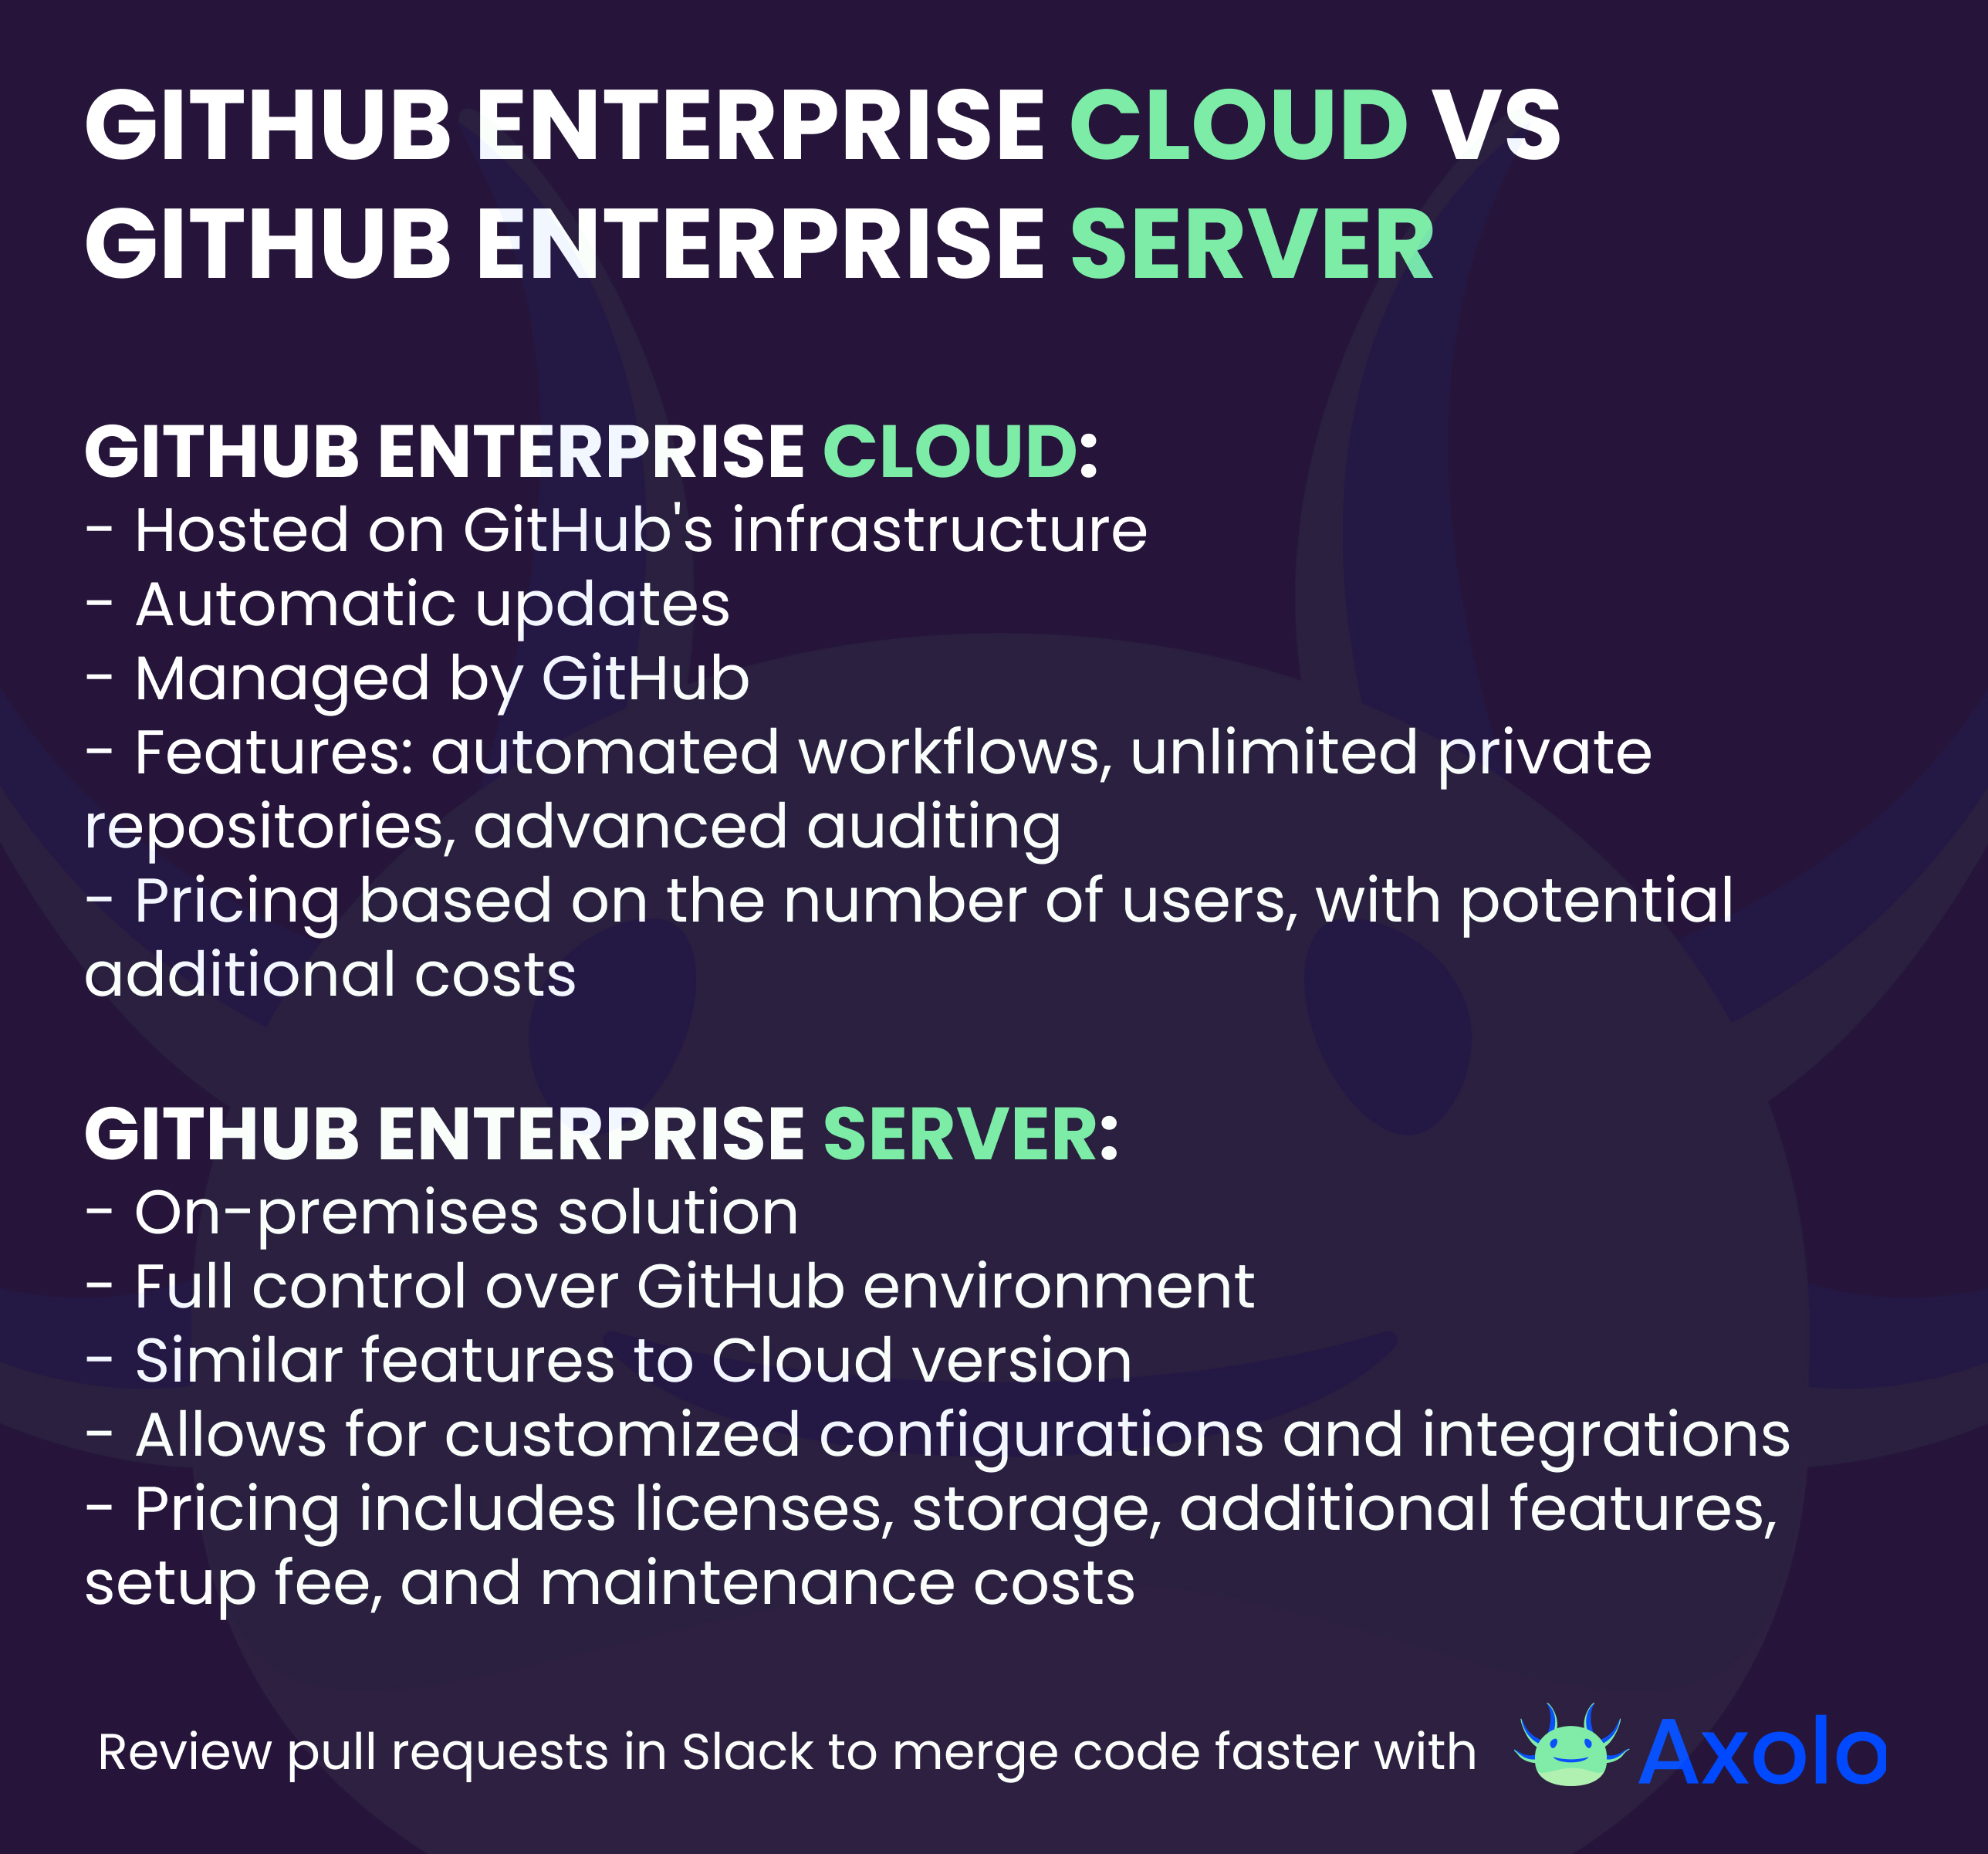 GITHUB ENTERPRISE CLOUD VS
GITHUB ENTERPRISE SERVER
GITHUB ENTERPRISE CLOUD:
- Hosted on GitHub's infrastructure
- Automatic updates
- Managed by GitHub
- Features: automated workflows, unlimited private
repositories, advanced auditing
- Pricing based on the number of users, with potential
additional costs
GITHUB ENTERPRISE SERVER:
- On-premises solution
- Full control over GitHub environment
- Similar features to Cloud version
- Allows for customized configurations and integrations
- Pricing includes licenses, storage, additional features,
setup fee, and maintenance costs
Review pull requests in Slack to merge code faster with Axolo